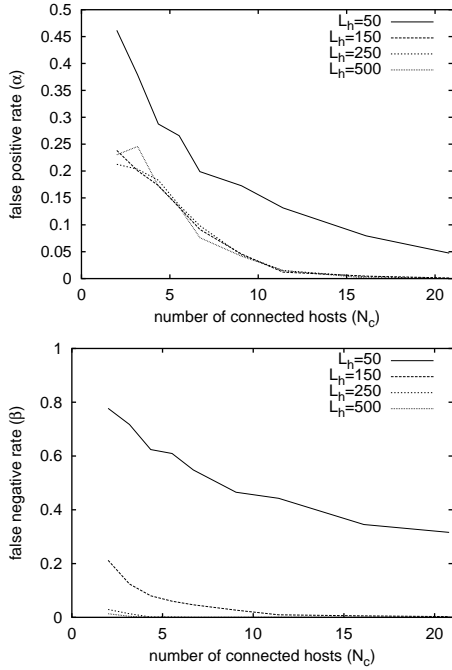 0.5
0.45
0.4
0.35
0.3
0.25
0.2
0.15
0.1
0.05
0
false positive rate (α)
L_h=50
L_h=150
L_h=250
L_h=500
0 5 10 15 20
number of connected hosts (N_c)
1
0.8
0.6
0.4
0.2
0
false negative rate (β)
L_h=50
L_h=150
L_h=250
L_h=500
0 5 10 15 20
number of connected hosts (N_c)